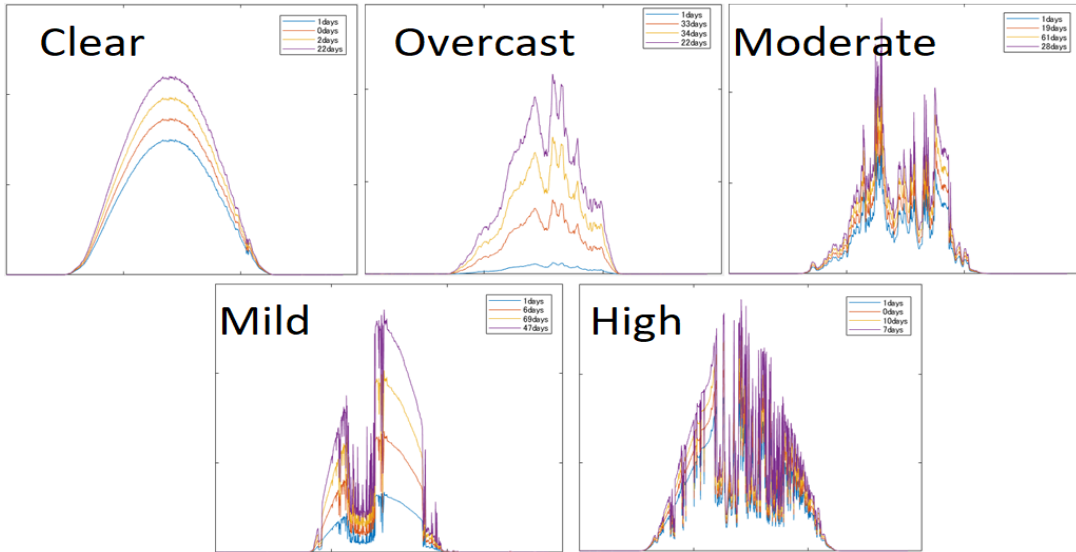 Clear
1days
0days
2days
22days
Overcast
1days
33days
34days
22days
Moderate
1days
19days
61days
28days
Mild
1days
6days
69days
47days
High
1days
0days
10days
7days